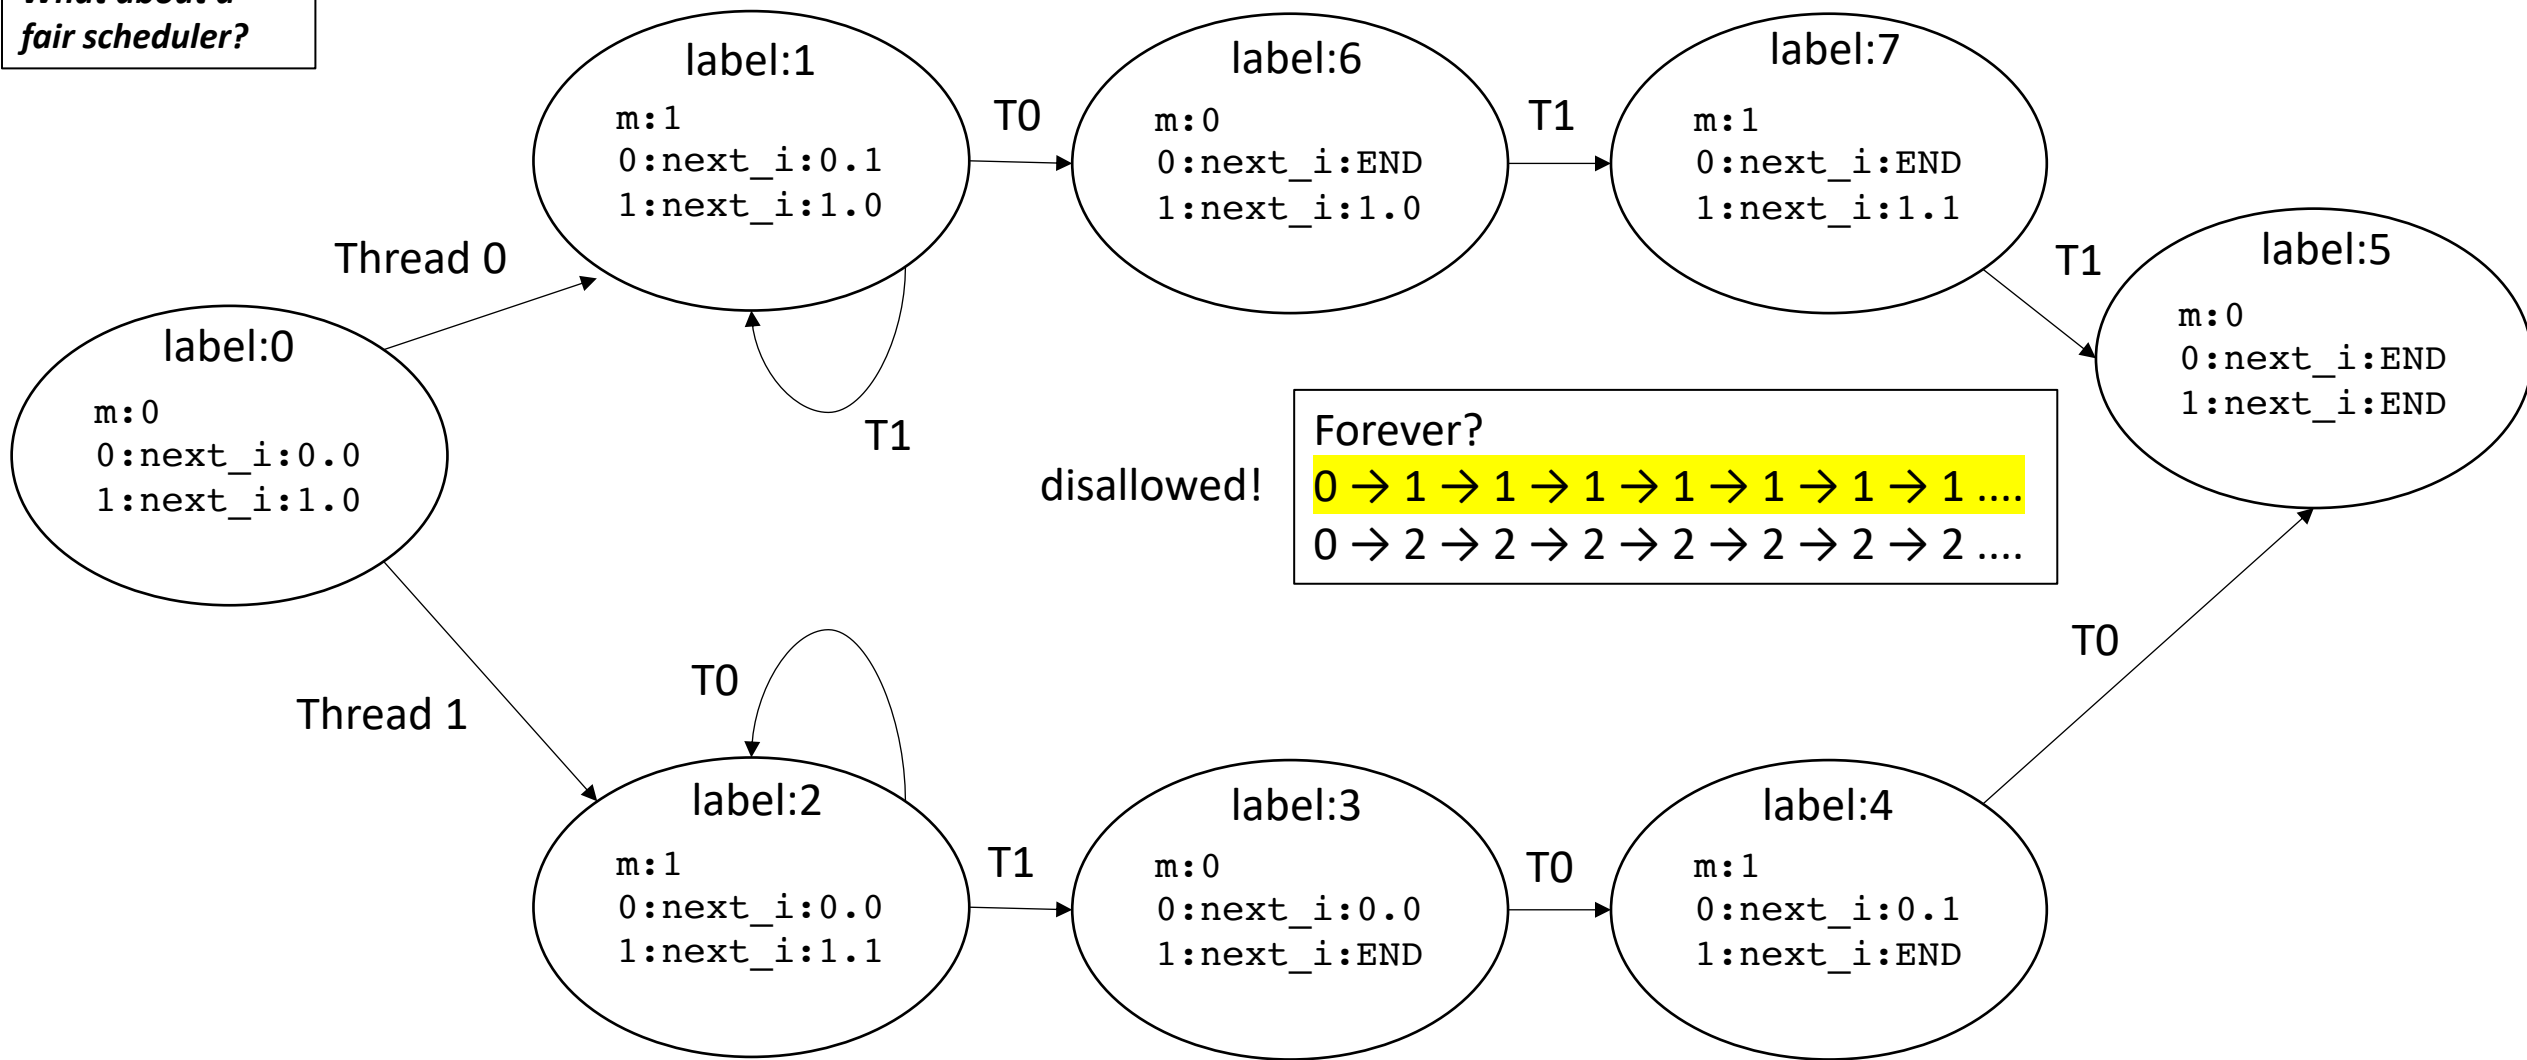 fair scheduler?
label:1
m:1
0:next_i:0.1
1:next_i:1.0
T0
label:6
m:0
0:next_i:END
1:next_i:1.0
T1
label:7
m:1
0:next_i:END
1:next_i:1.1
T1
label:5
m:0
0:next_i:END
1:next_i:END
Thread 0
label:0
m:0
0:next_i:0.0
1:next_i:1.0
T1
disallowed!
Forever?
0 → 1 → 1 → 1 → 1 → 1 → 1 → 1 ....
0 → 2 → 2 → 2 → 2 → 2 → 2 → 2 ....
T0
Thread 1
T0
label:2
m:1
0:next_i:0.0
1:next_i:1.1
T1
label:3
m:0
0:next_i:0.0
1:next_i:END
T0
label:4
m:1
0:next_i:0.1
1:next_i:END